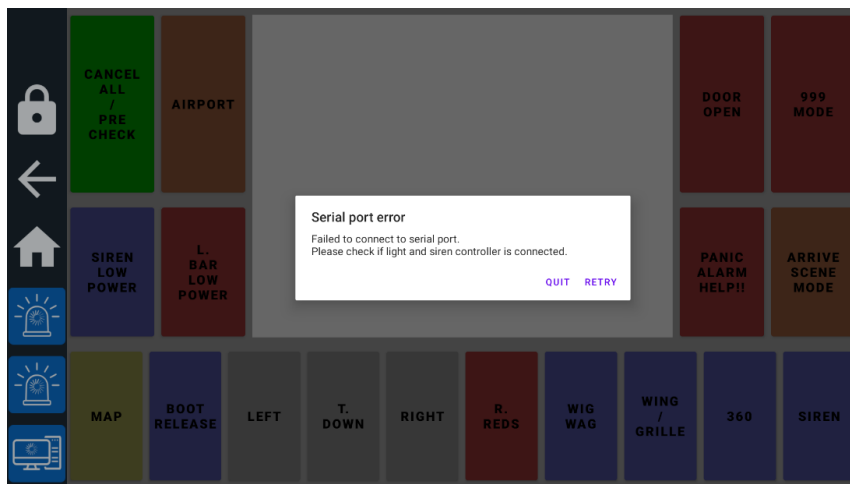 CANCEL
ALL
/
PRE
CHECK
AIRPORT
DOOR
OPEN
999
MODE
Serial port error
Failed to connect to serial port.
Please check if light and siren controller is connected.
QUIT RETRY
SIREN
LOW
POWER
L.
BAR
LOW
POWER
PANIC
ALARM
HELP!!
ARRIVE
SCENE
MODE
MAP
BOOT
RELEASE
LEFT
T.
DOWN
RIGHT
R.
REDS
WIG
WAG
WING
/
GRILLE
360
SIREN